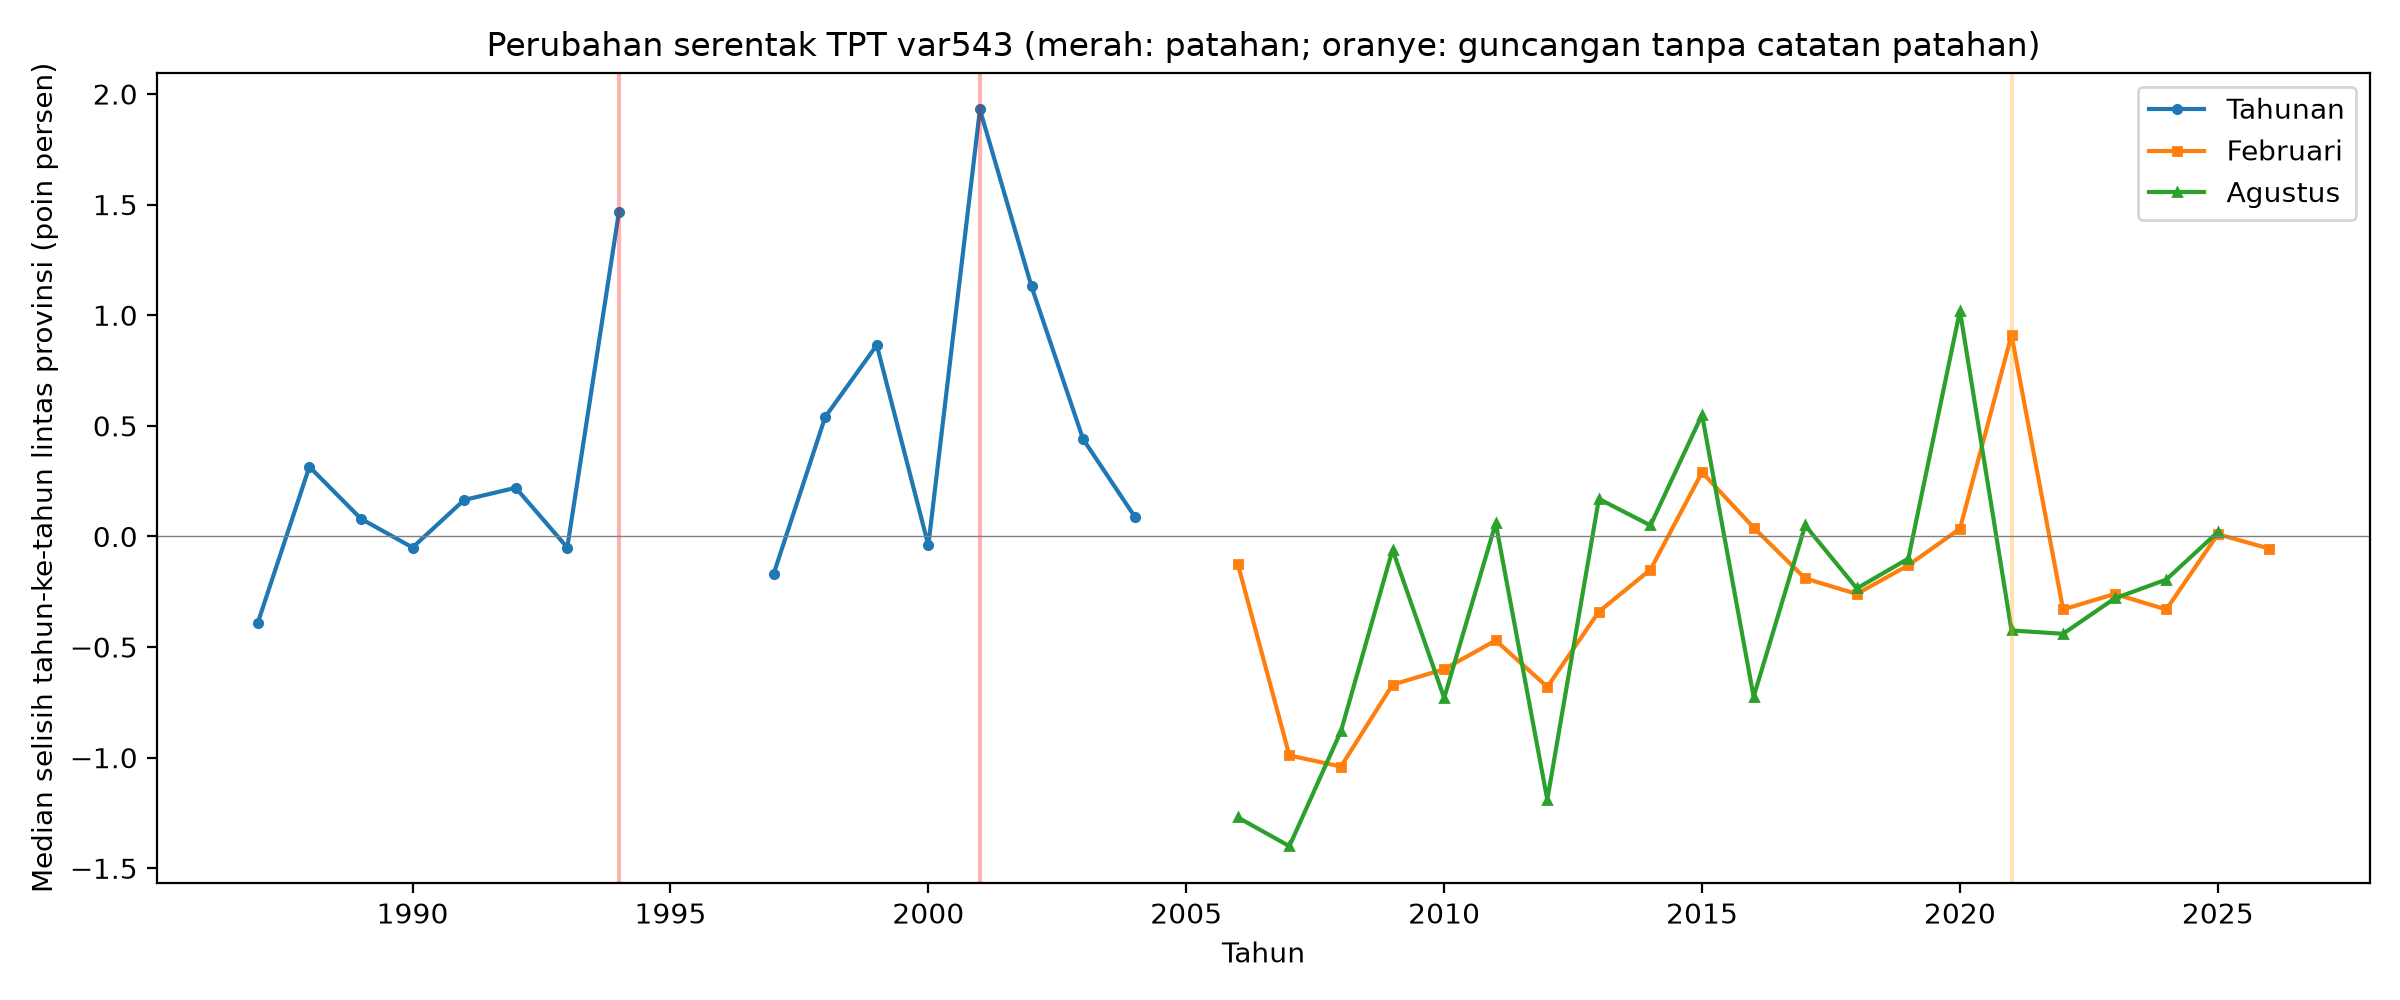 Perubahan serentak TPT var543 (merah: patahan; oranye: guncangan tanpa catatan patahan)
Median selisih tahun-ke-tahun lintas provinsi (poin persen)
2.0
1.5
1.0
0.5
0.0
−0.5
−1.0
−1.5
Tahunan
Februari
Agustus
1990
1995
2000
2005
2010
2015
2020
2025
Tahun